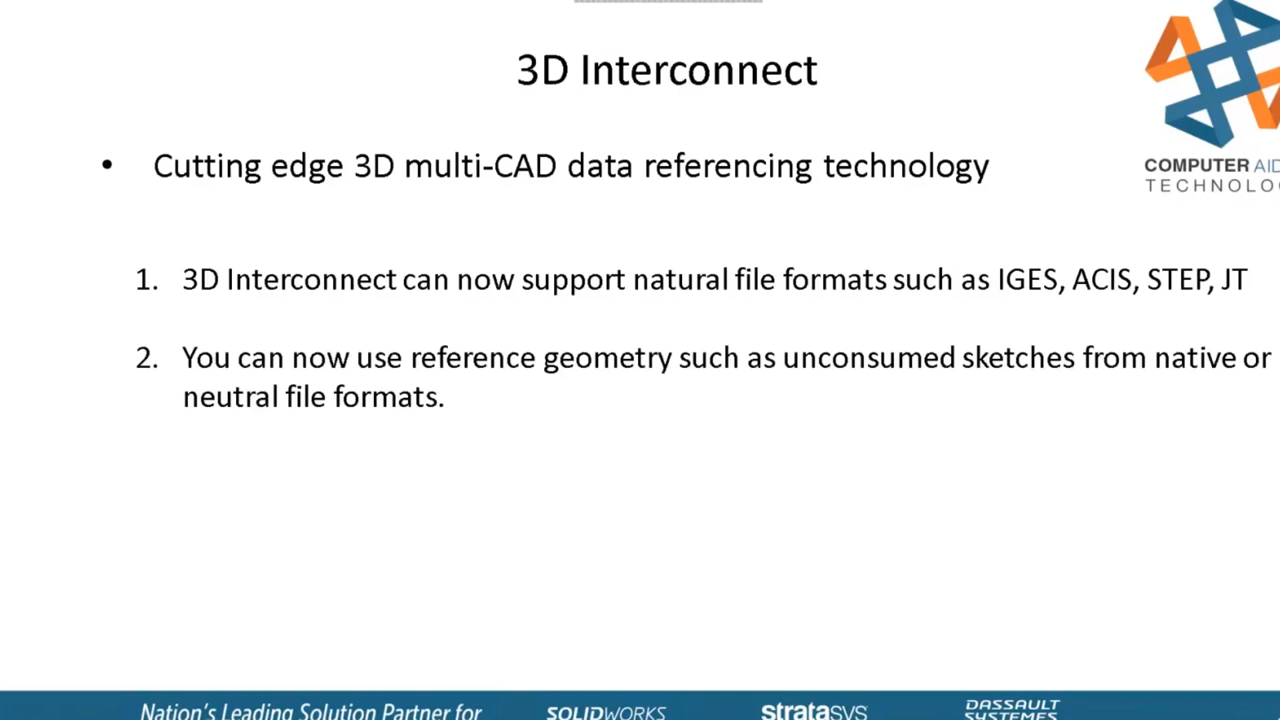 3D Interconnect
• Cutting edge 3D multi-CAD data referencing technology
1. 3D Interconnect can now support natural file formats such as IGES, ACIS, STEP, JT
2. You can now use reference geometry such as unconsumed sketches from native or
neutral file formats.
COMPUTER AID
TECHNOLO
Nation's Leading Solution Partner for
SOLIDWORKS
stratasys
DASSAULT
SYSTEMES